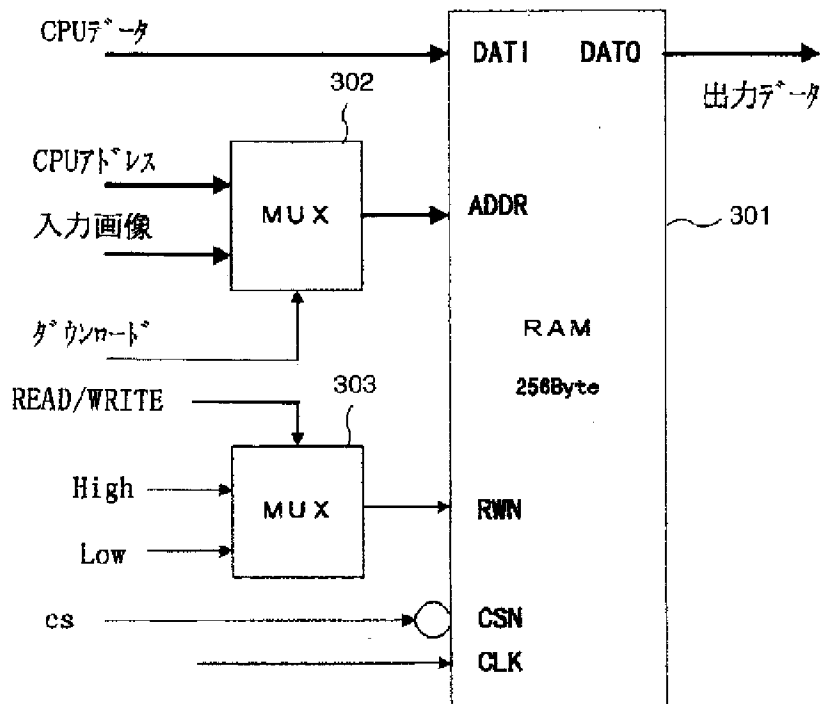 CPUデータ
DATI DATO
出力データ
302
CPUアドレス
MUX
ADDR
入力画像
301
ダウンロード
RAM
256Byte
READ/WRITE
303
High
MUX
RWN
Low
cs
CSN
CLK